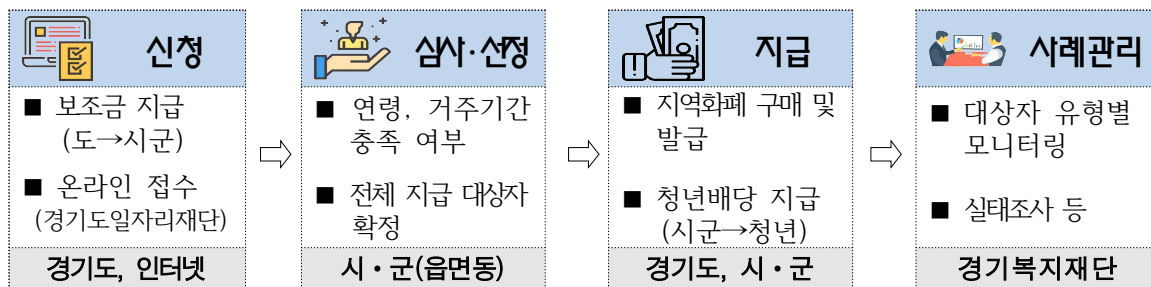 신청
■ 보조금 지급
(도→시군)
■ 온라인 접수
(경기도일자리재단)
경기도, 인터넷
심사·선정
■ 연령, 거주기간
충족 여부
■ 전체 지급 대상자
확정
시·군(읍면동)
지급
■ 지역화폐 구매 및
발급
■ 청년배당 지급
(시군→청년)
경기도, 시·군
사례관리
■ 대상자 유형별
모니터링
■ 실태조사 등
경기복지재단